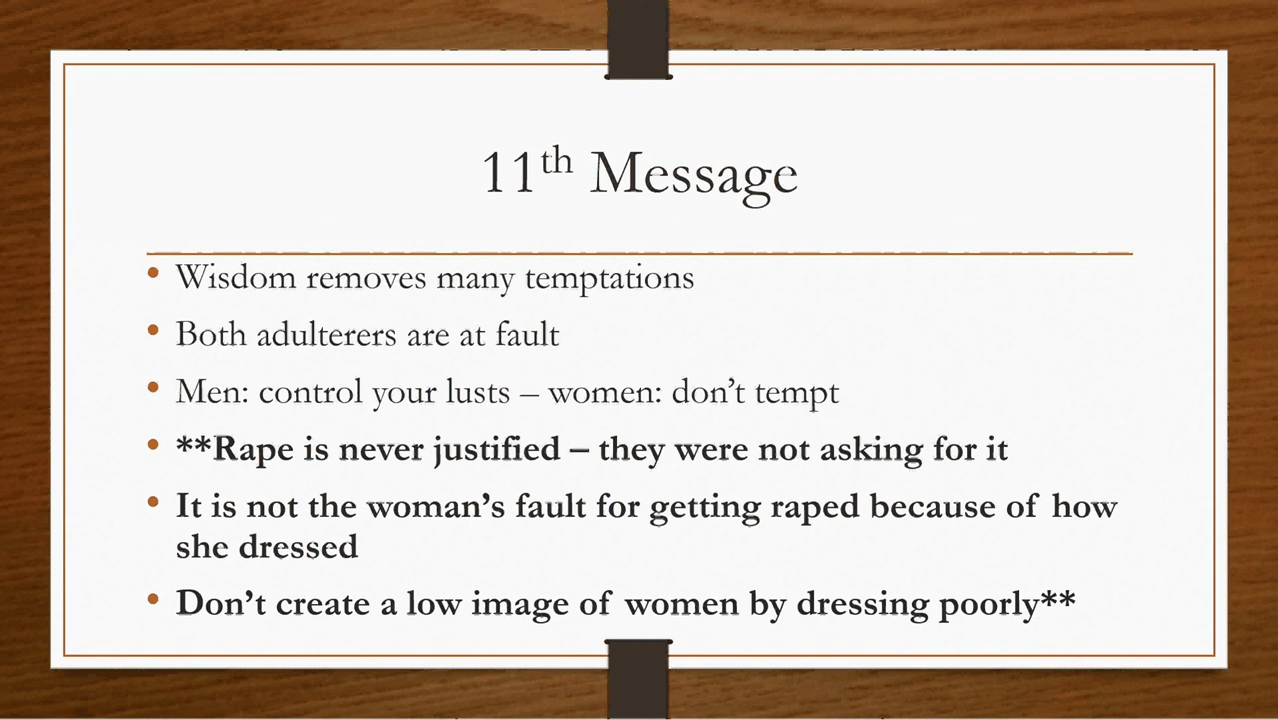 11th Message
• Wisdom removes many temptations
• Both adulterers are at fault
• Men: control your lusts – women: don’t tempt
• **Rape is never justified – they were not asking for it
• It is not the woman’s fault for getting raped because of how
she dressed
• Don’t create a low image of women by dressing poorly**